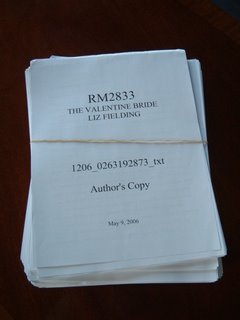 RM2833
THE VALENTINE BRIDE
LIZ FIELDING
1206_0263192873_txt
Author's Copy
May 9, 2006